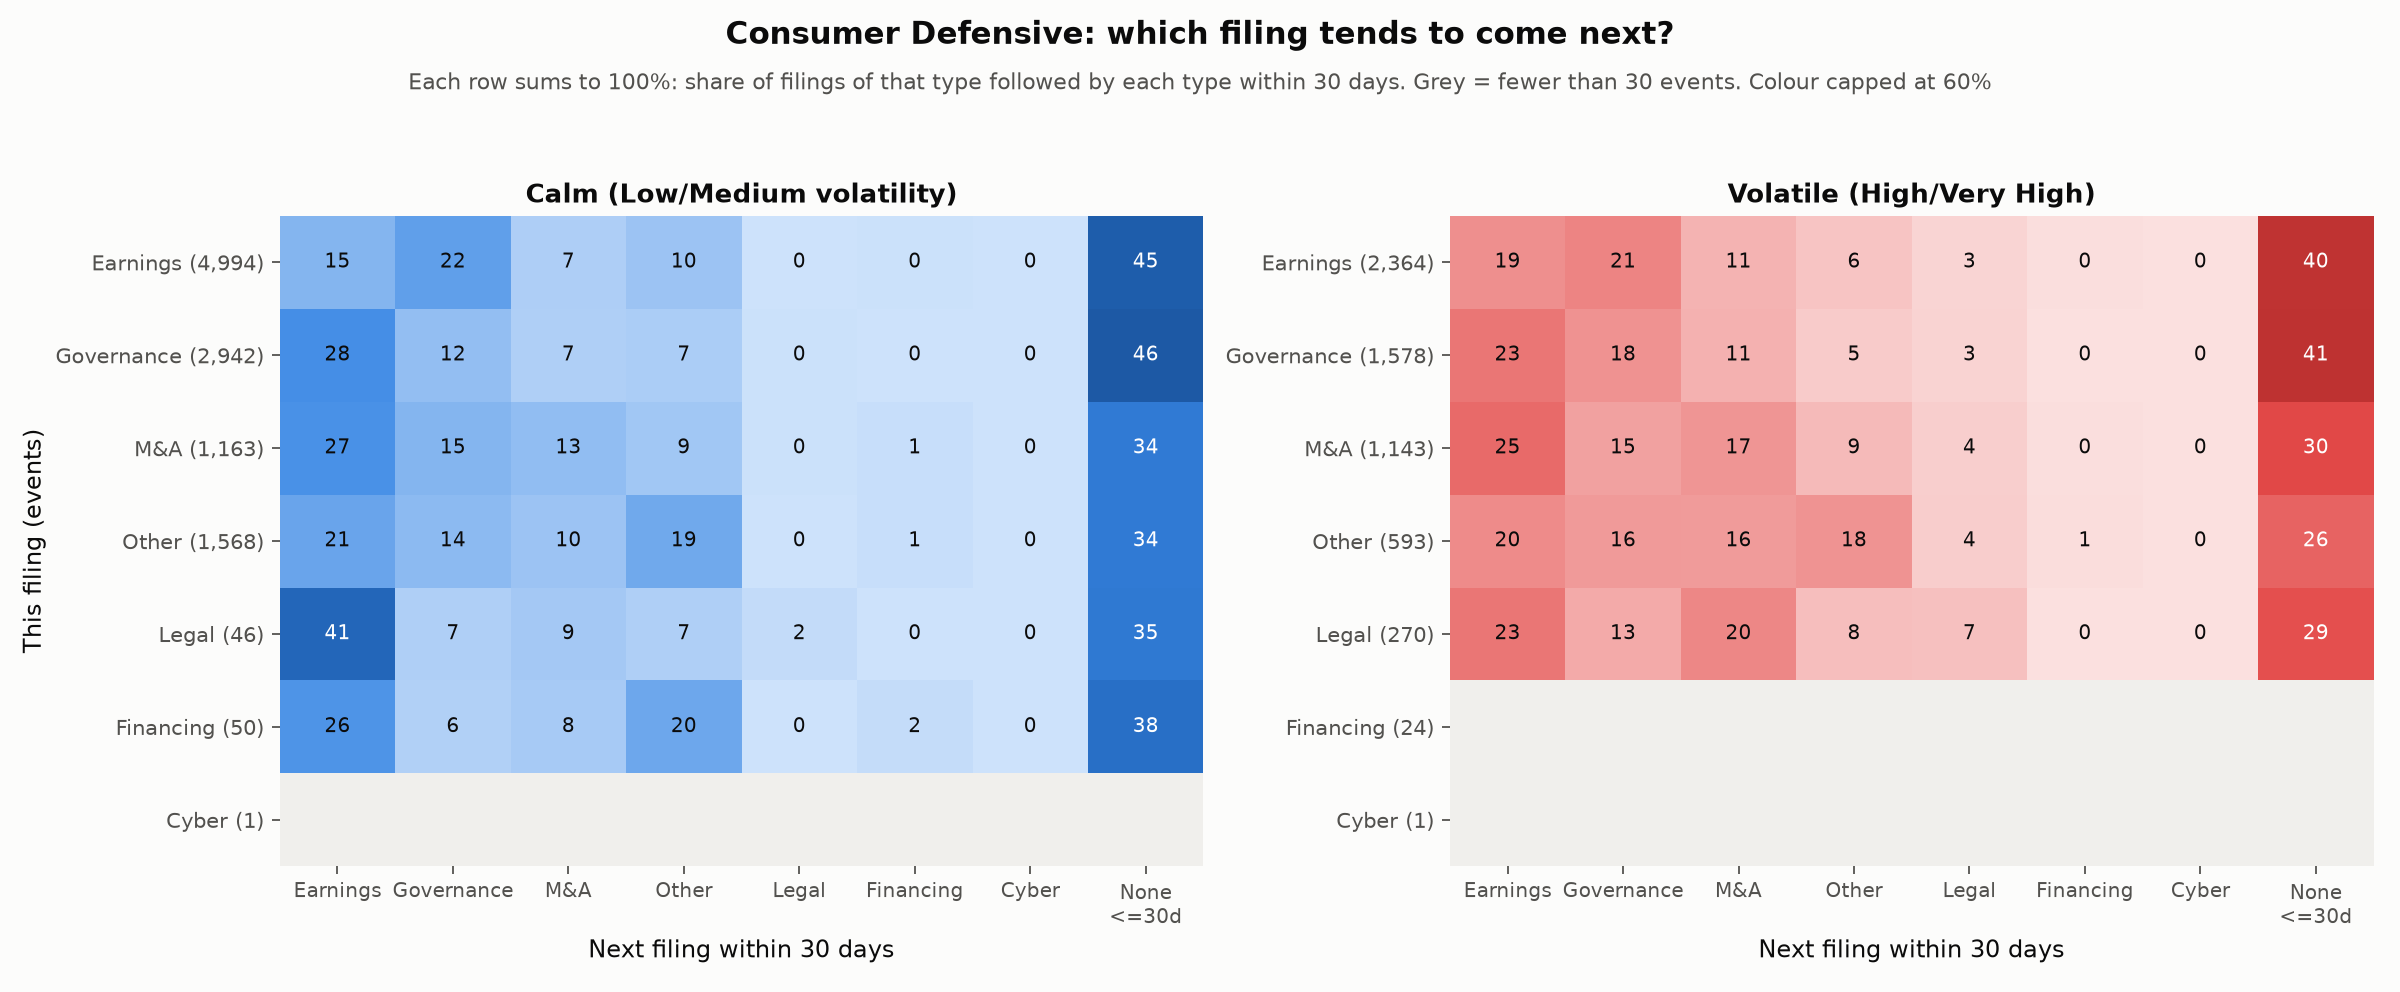 Consumer Defensive: which filing tends to come next?
Each row sums to 100%: share of filings of that type followed by each type within 30 days. Grey = fewer than 30 events. Colour capped at 60%
Calm (Low/Medium volatility)
This filing (events)
Earnings (4,994) 15 22 7 10 0 0 0 45
Governance (2,942) 28 12 7 7 0 0 0 46
M&A (1,163) 27 15 13 9 0 1 0 34
Other (1,568) 21 14 10 19 0 1 0 34
Legal (46) 41 7 9 7 2 0 0 35
Financing (50) 26 6 8 20 0 2 0 38
Cyber (1)
Earnings Governance M&A Other Legal Financing Cyber None
<=30d
Next filing within 30 days
Volatile (High/Very High)
Earnings (2,364) 19 21 11 6 3 0 0 40
Governance (1,578) 23 18 11 5 3 0 0 41
M&A (1,143) 25 15 17 9 4 0 0 30
Other (593) 20 16 16 18 4 1 0 26
Legal (270) 23 13 20 8 7 0 0 29
Financing (24)
Cyber (1)
Earnings Governance M&A Other Legal Financing Cyber None
<=30d
Next filing within 30 days